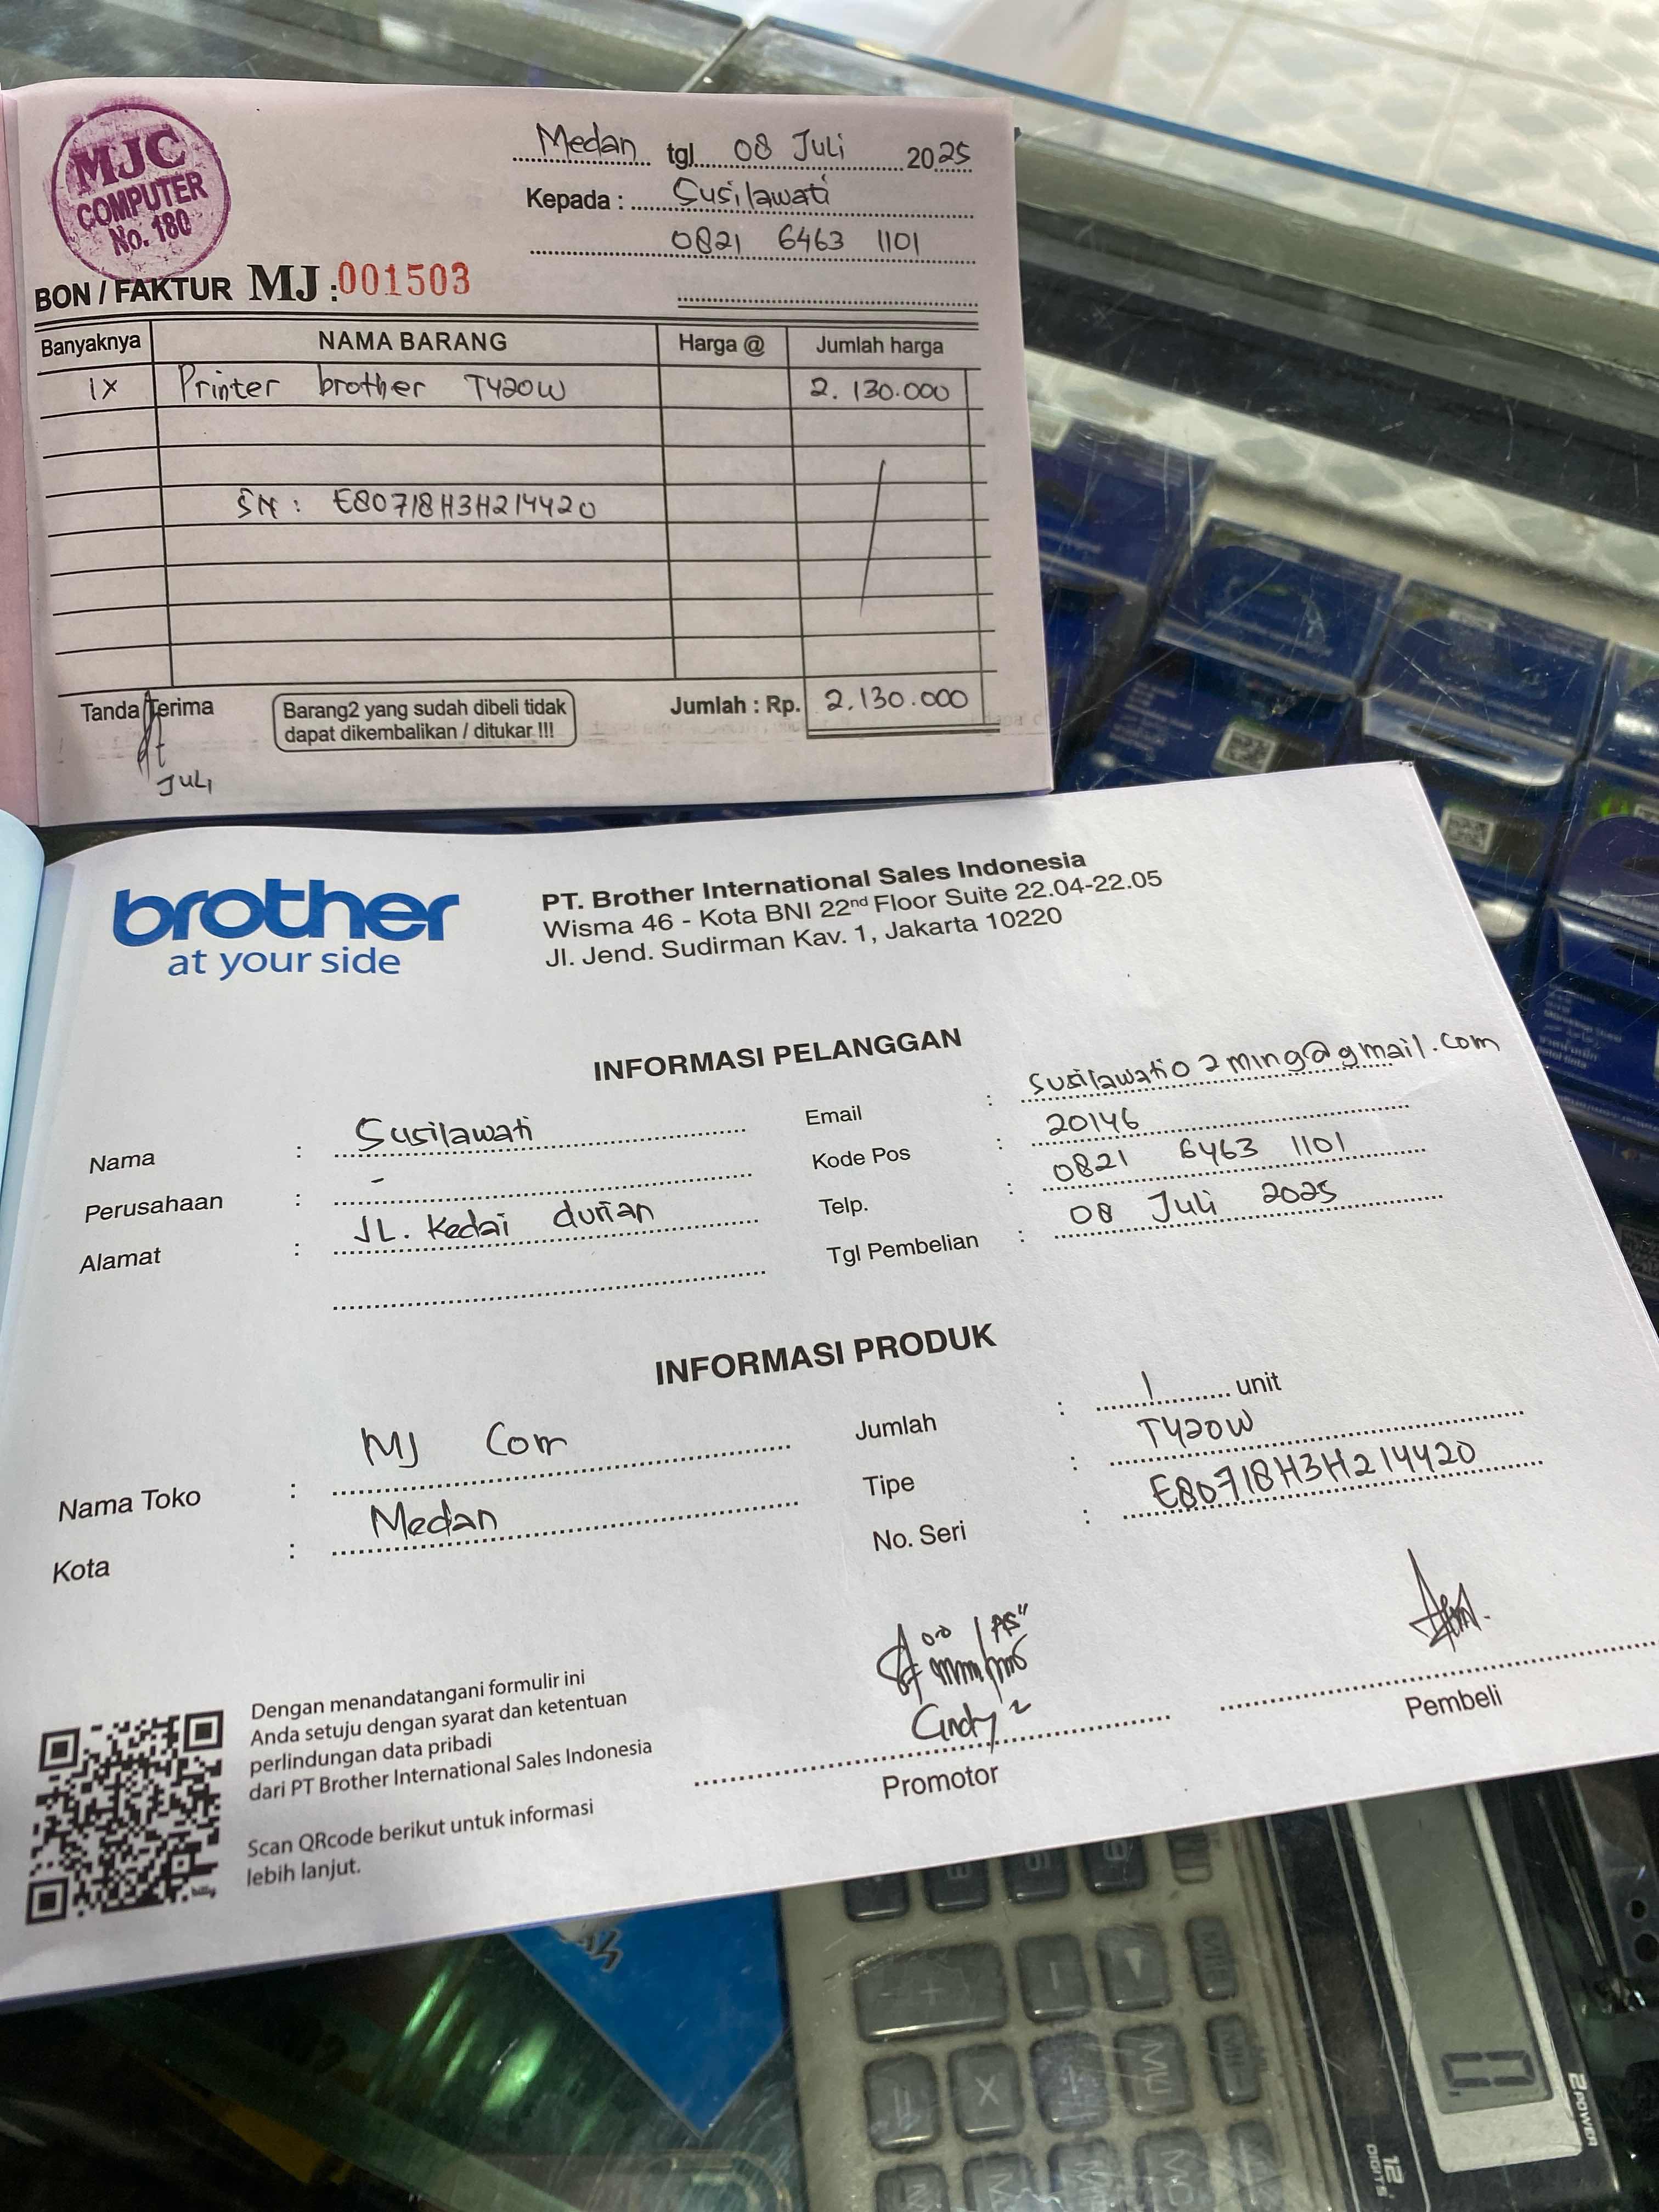 MJC
COMPUTER
No. 180
Medan tgl 08 Juli 2025
Kepada : Susilawati
0821 6463 1101
BON / FAKTUR MJ : 001503
Banyaknya NAMA BARANG Harga @ Jumlah harga
1x Printer brother T420W 2.130.000
SN : E80718H3H214420
Tanda Terima Barang2 yang sudah dibeli tidak dapat dikembalikan / ditukar !!! Jumlah : Rp. 2.130.000
JULI
brother
at your side
PT. Brother International Sales Indonesia
Wisma 46 - Kota BNI 22nd Floor Suite 22.04-22.05
Jl. Jend. Sudirman Kav. 1, Jakarta 10220
INFORMASI PELANGGAN
Nama : Susilawati
Perusahaan : -
Alamat : JL. Kedai durian
Email : Susilawati02ming@gmail.com
Kode Pos : 20146
Telp. : 0821 6463 1101
Tgl Pembelian : 08 Juli 2025
INFORMASI PRODUK
Nama Toko : MJ Com
Kota : Medan
Jumlah : 1 unit
Tipe : T420W
No. Seri : E80718H3H214420
Dengan menandatangani formulir ini
Anda setuju dengan syarat dan ketentuan
perlindungan data pribadi
dari PT Brother International Sales Indonesia
Scan QRcode berikut untuk informasi
lebih lanjut.
Cindy
Promotor
Pembeli
+ -
= x ÷ MU
2 POWER
12 DIGITS
0.